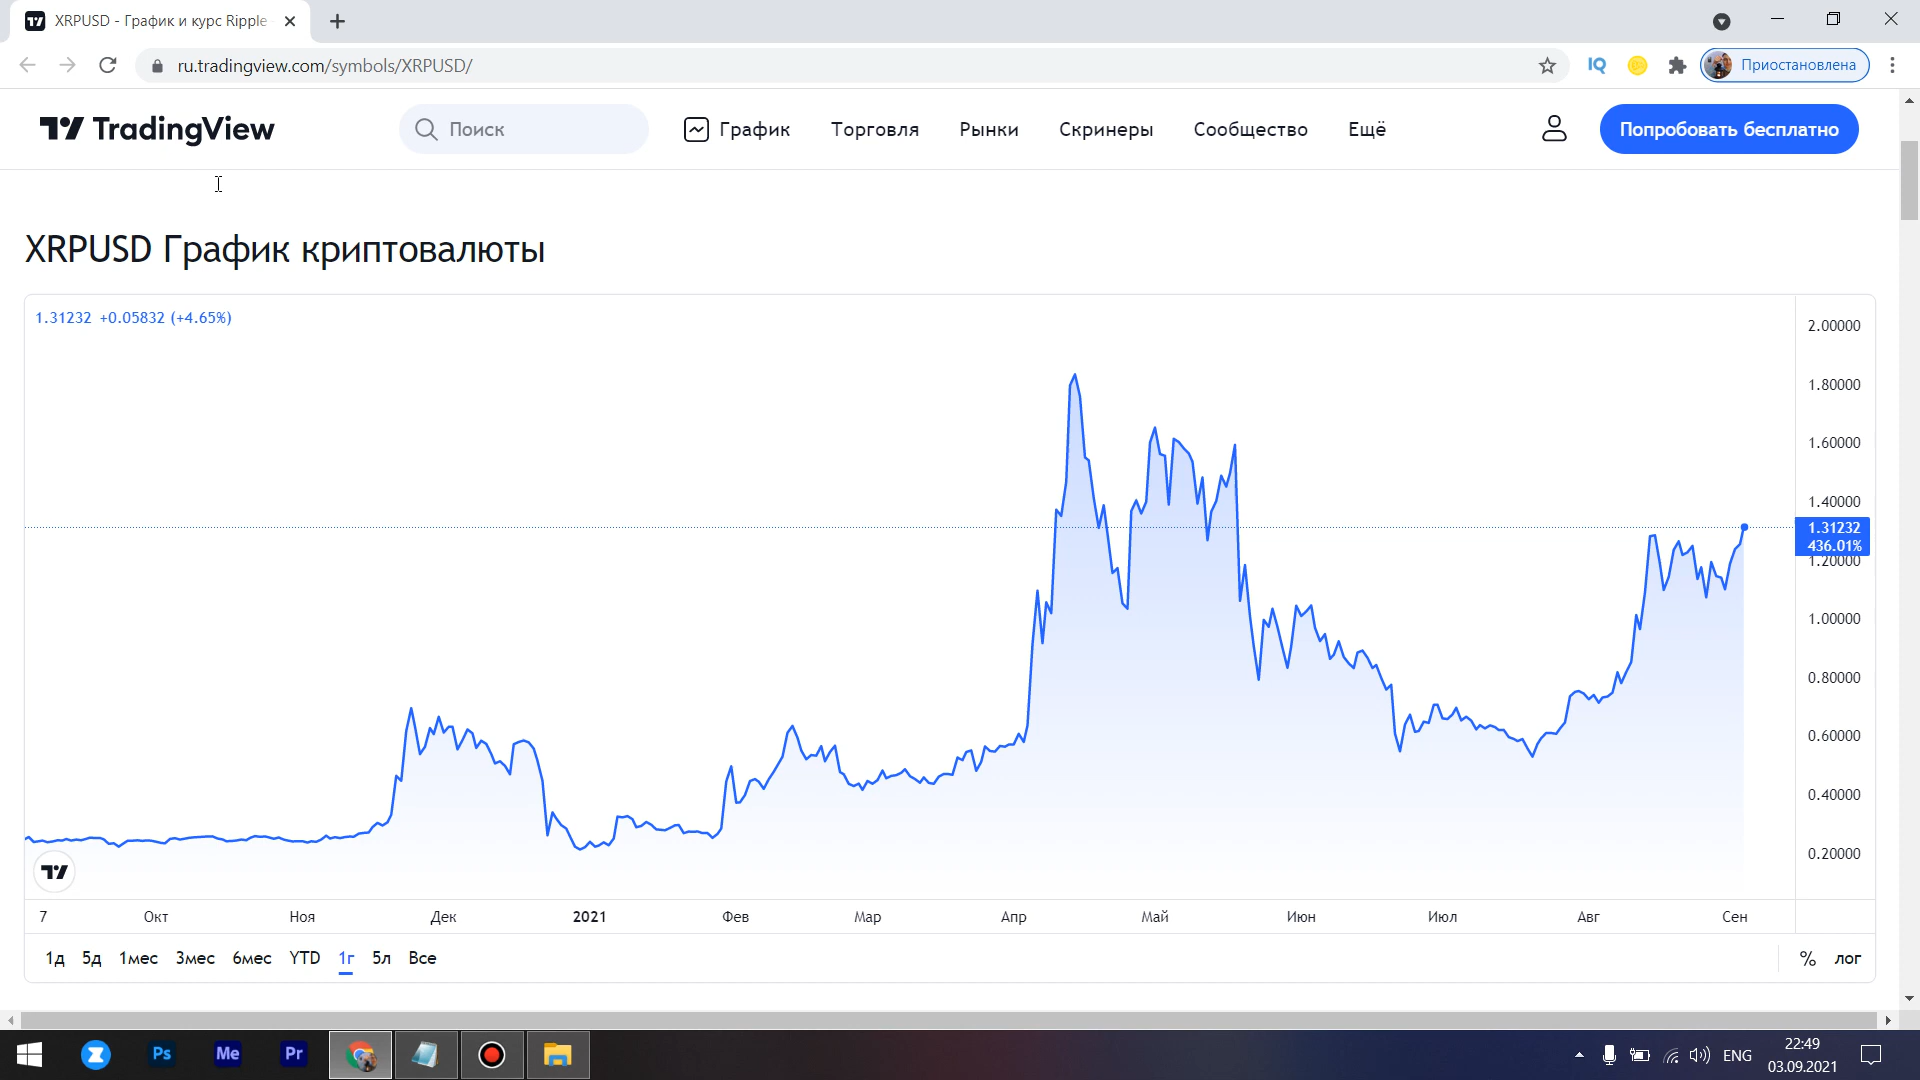 XRPUSD - График и курс Ripple
ru.tradingview.com/symbols/XRPUSD/
IQ
Приостановлена
TradingView
Поиск
График
Торговля
Рынки
Скринеры
Сообщество
Ещё
Попробовать бесплатно
XRPUSD График криптовалюты
1.31232 +0.05832 (+4.65%)
2.00000
1.80000
1.60000
1.40000
1.31232
436.01%
1.20000
1.00000
0.80000
0.60000
0.40000
0.20000
7 Окт Ноя Дек 2021 Фев Мар Апр Май Июн Июл Авг Сен
1д 5д 1мес 3мес 6мес YTD 1г 5л Все
% лог
Ps Me Pr
ENG
22:49
03.09.2021